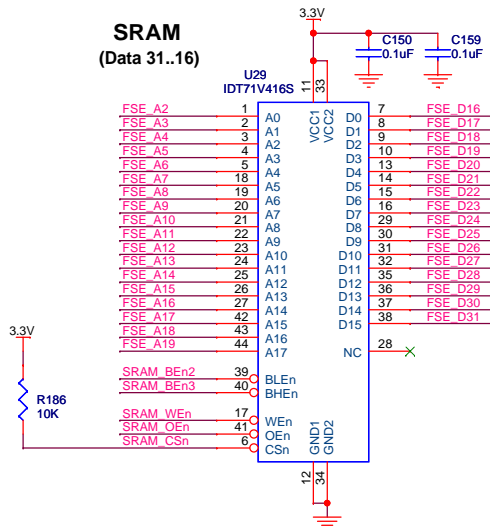 SRAM
(Data 31..16)
3.3V
C150
0.1uF
C159
0.1uF
U29
IDT71V416S
11
33
VCC1
VCC2
FSE_A2 1 A0
FSE_A3 2 A1
FSE_A4 3 A2
FSE_A5 4 A3
FSE_A6 5 A4
FSE_A7 18 A5
FSE_A8 19 A6
FSE_A9 20 A7
FSE_A10 21 A8
FSE_A11 22 A9
FSE_A12 23 A10
FSE_A13 24 A11
FSE_A14 25 A12
FSE_A15 26 A13
FSE_A16 27 A14
FSE_A17 42 A15
FSE_A18 43 A16
FSE_A19 44 A17
D0 7 FSE_D16
D1 8 FSE_D17
D2 9 FSE_D18
D3 10 FSE_D19
D4 13 FSE_D20
D5 14 FSE_D21
D6 15 FSE_D22
D7 16 FSE_D23
D8 29 FSE_D24
D9 30 FSE_D25
D10 31 FSE_D26
D11 32 FSE_D27
D12 35 FSE_D28
D13 36 FSE_D29
D14 37 FSE_D30
D15 38 FSE_D31
NC 28
SRAM_BEn2 39 BLEn
SRAM_BEn3 40 BHEn
SRAM_WEn 17 WEn
SRAM_OEn 41 OEn
SRAM_CSn 6 CSn
3.3V
R186
10K
GND1
GND2
12
34